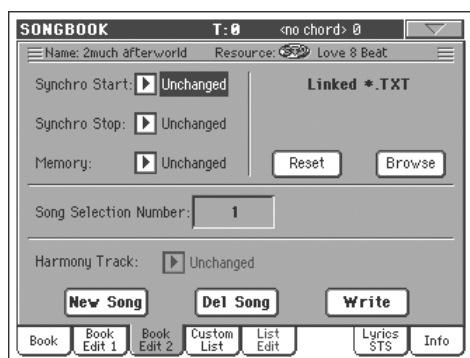 SONGBOOK T:0 <no chord> 0
Name: 2much afterworld Resource: Love 8 Beat
Synchro Start: Unchanged Linked *.TXT
Synchro Stop: Unchanged
Memory: Unchanged Reset Browse
Song Selection Number: 1
Harmony Track: Unchanged
New Song Del Song Write
Book Book Edit 1 Book Edit 2 Custom List List Edit Lyrics STS Info